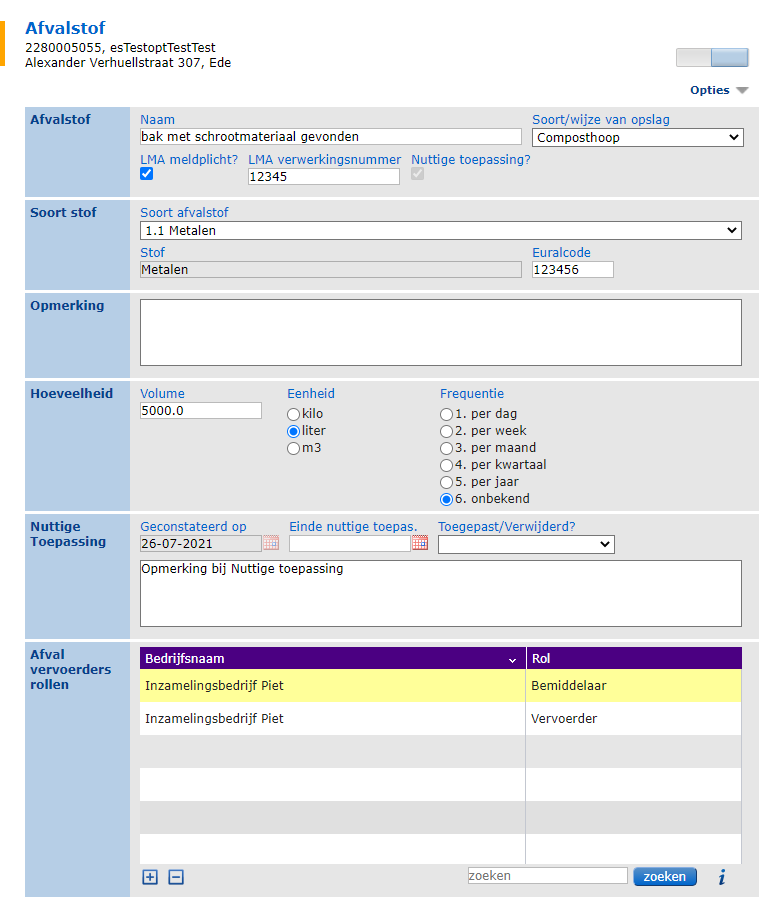 Afvalstof
2280005055, esTestoptTestTest
Alexander Verhuellstraat 307, Ede
Opties
Afvalstof
Naam
Soort/wijze van opslag
bak met schrootmateriaal gevonden
Composthoop
LMA meldplicht?
LMA verwerkingsnummer
Nuttige toepassing?
12345
Soort stof
Soort afvalstof
1.1 Metalen
Stof
Euralcode
Metalen
123456
Opmerking
Hoeveelheid
Volume
Eenheid
Frequentie
5000.0
kilo
liter
m3
1. per dag
2. per week
3. per maand
4. per kwartaal
5. per jaar
6. onbekend
Nuttige
Toepassing
Geconstateerd op
Einde nuttige toepas.
Toegepast/Verwijderd?
26-07-2021
Opmerking bij Nuttige toepassing
Afval
vervoerders
rollen
Bedrijfsnaam
Rol
Inzamelingsbedrijf Piet
Bemiddelaar
Inzamelingsbedrijf Piet
Vervoerder
zoeken
zoeken
i